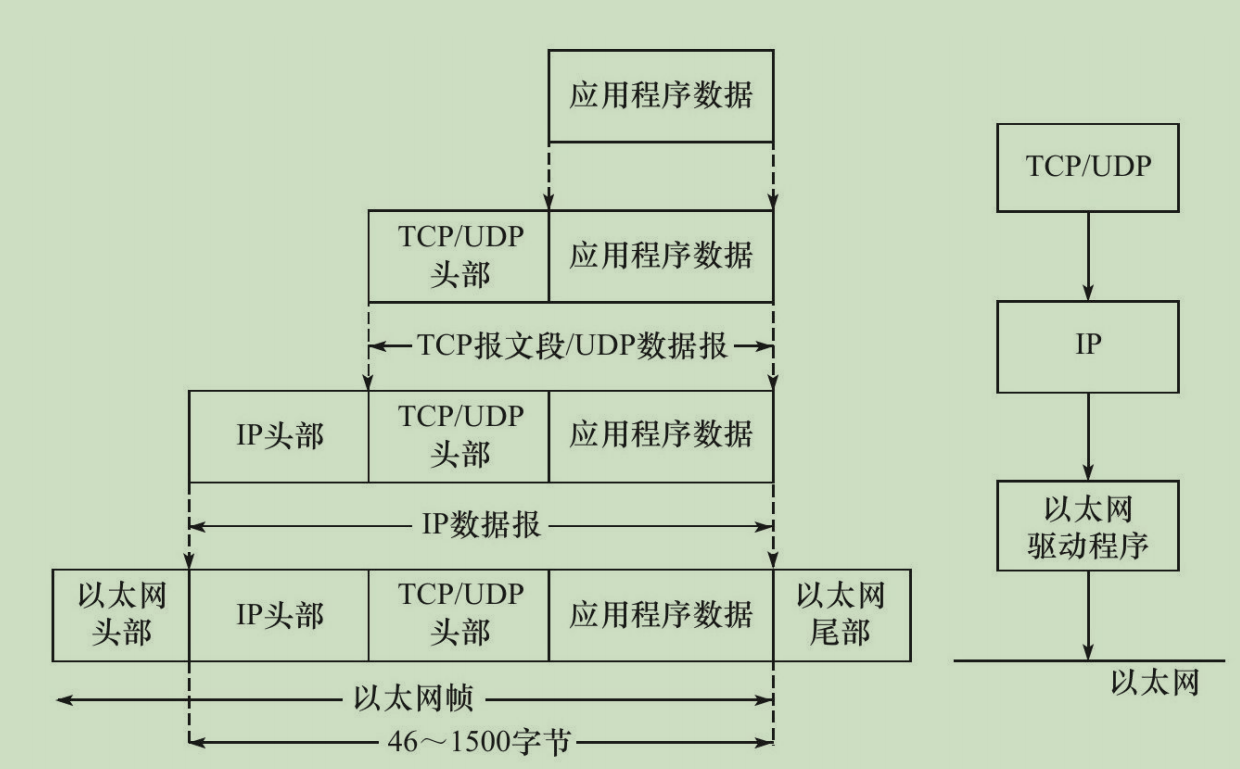 应用程序数据
TCP/UDP
头部
应用程序数据
TCP报文段/UDP数据报
IP头部
TCP/UDP
头部
应用程序数据
IP数据报
以太网
头部
IP头部
TCP/UDP
头部
应用程序数据
以太网
尾部
以太网帧
46～1500字节
TCP/UDP
IP
以太网
驱动程序
以太网